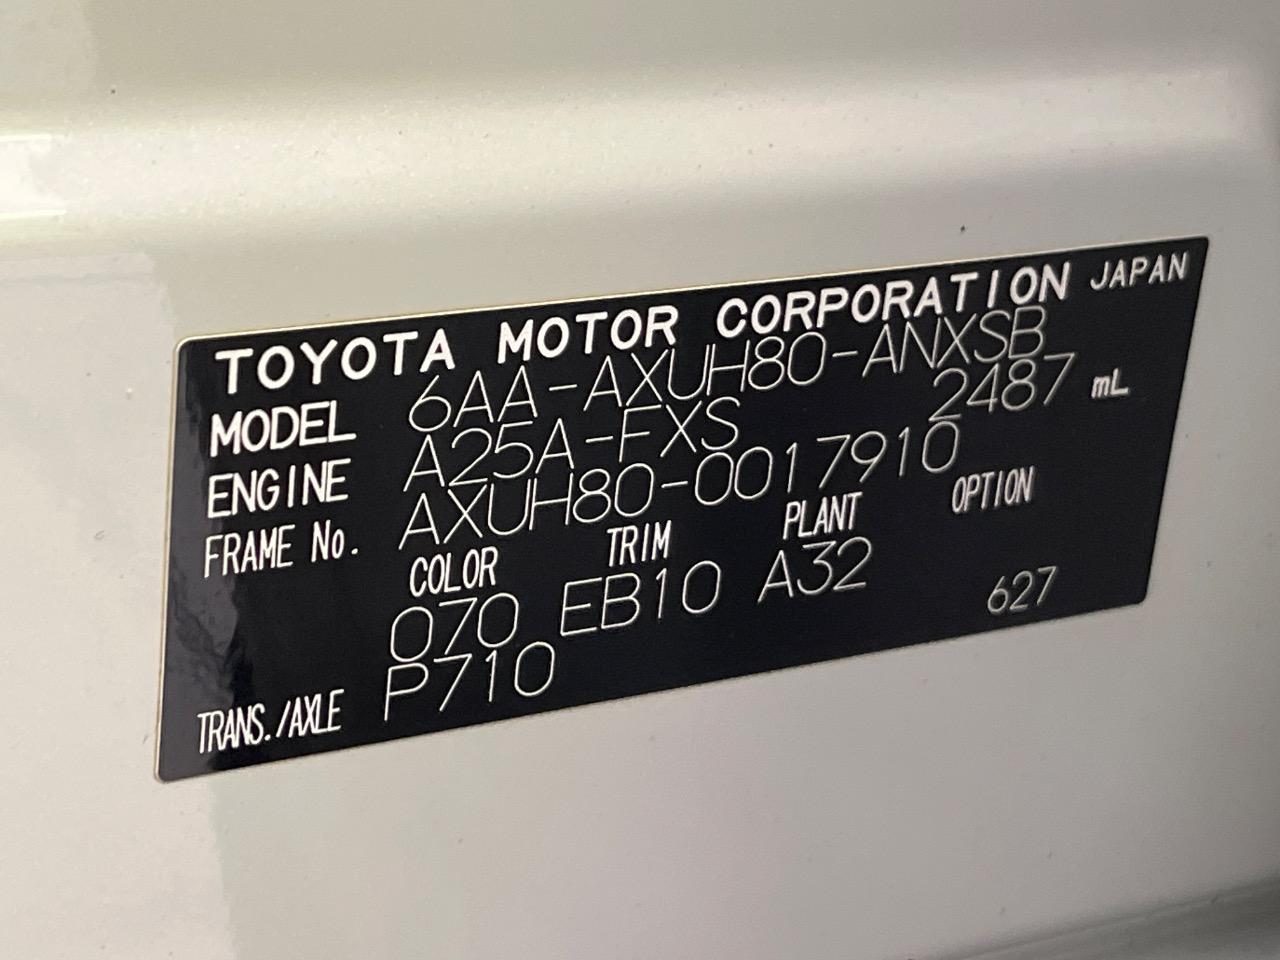 TOYOTA MOTOR CORPORATION JAPAN
MODEL 6AA-AXUH80-ANXSB
ENGINE A25A-FXS 2487 mL
FRAME No. AXUH80-0017910
COLOR TRIM PLANT OPTION
070 EB10 A32
TRANS./AXLE P710 627